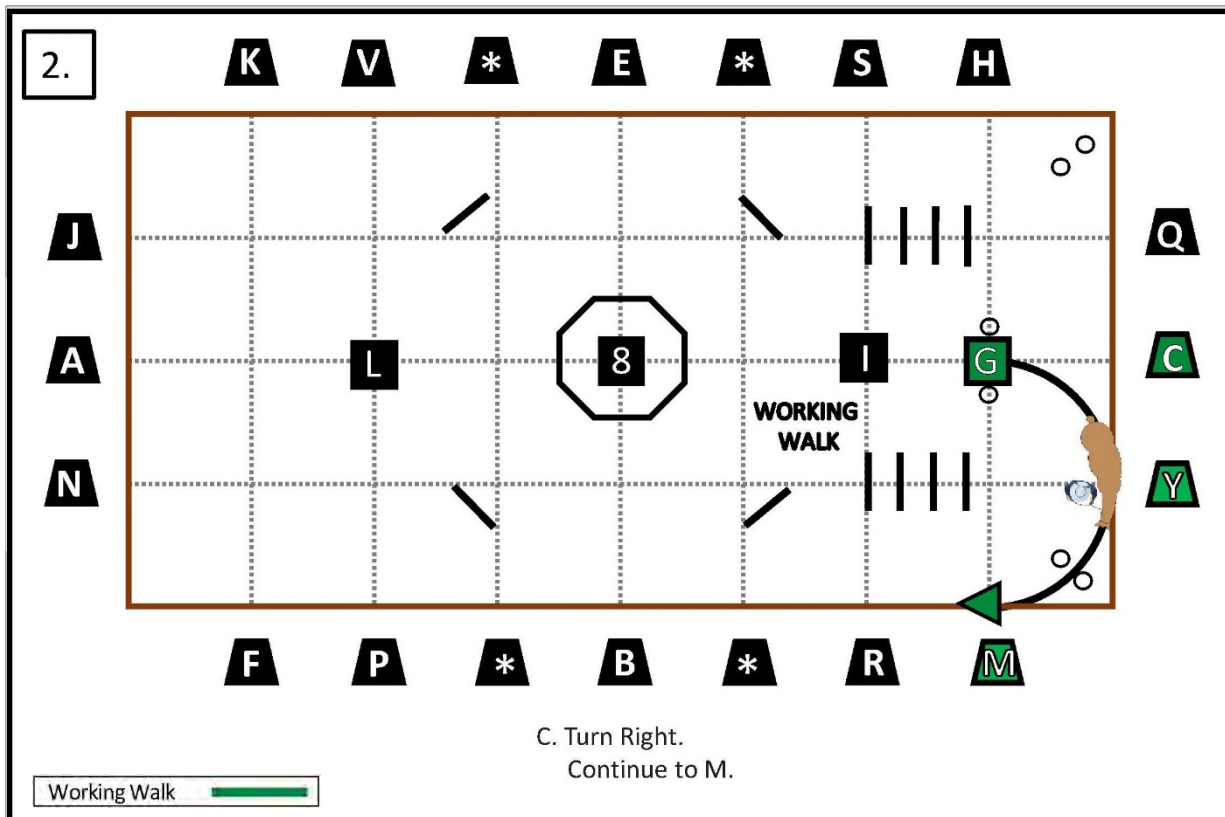 2.
K V * E * S H
J Q
A L 8 I G C
WORKING
WALK
N Y
F P * B * R M
C. Turn Right.
Continue to M.
Working Walk